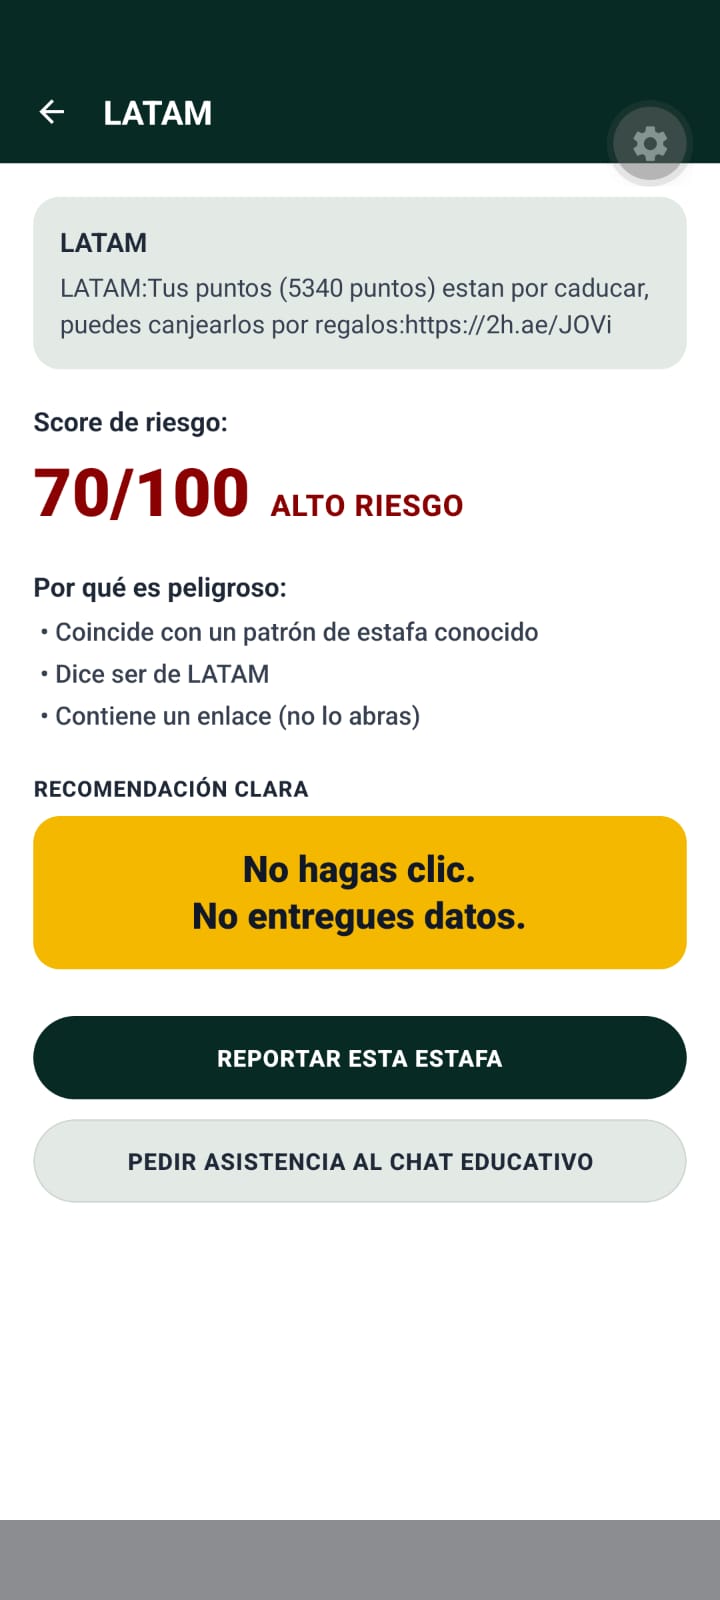 LATAM
LATAM
LATAM:Tus puntos (5340 puntos) estan por caducar,
puedes canjearlos por regalos:https://2h.ae/JOVi
Score de riesgo:
70/100 ALTO RIESGO
Por qué es peligroso:
• Coincide con un patrón de estafa conocido
• Dice ser de LATAM
• Contiene un enlace (no lo abras)
RECOMENDACIÓN CLARA
No hagas clic.
No entregues datos.
REPORTAR ESTA ESTAFA
PEDIR ASISTENCIA AL CHAT EDUCATIVO